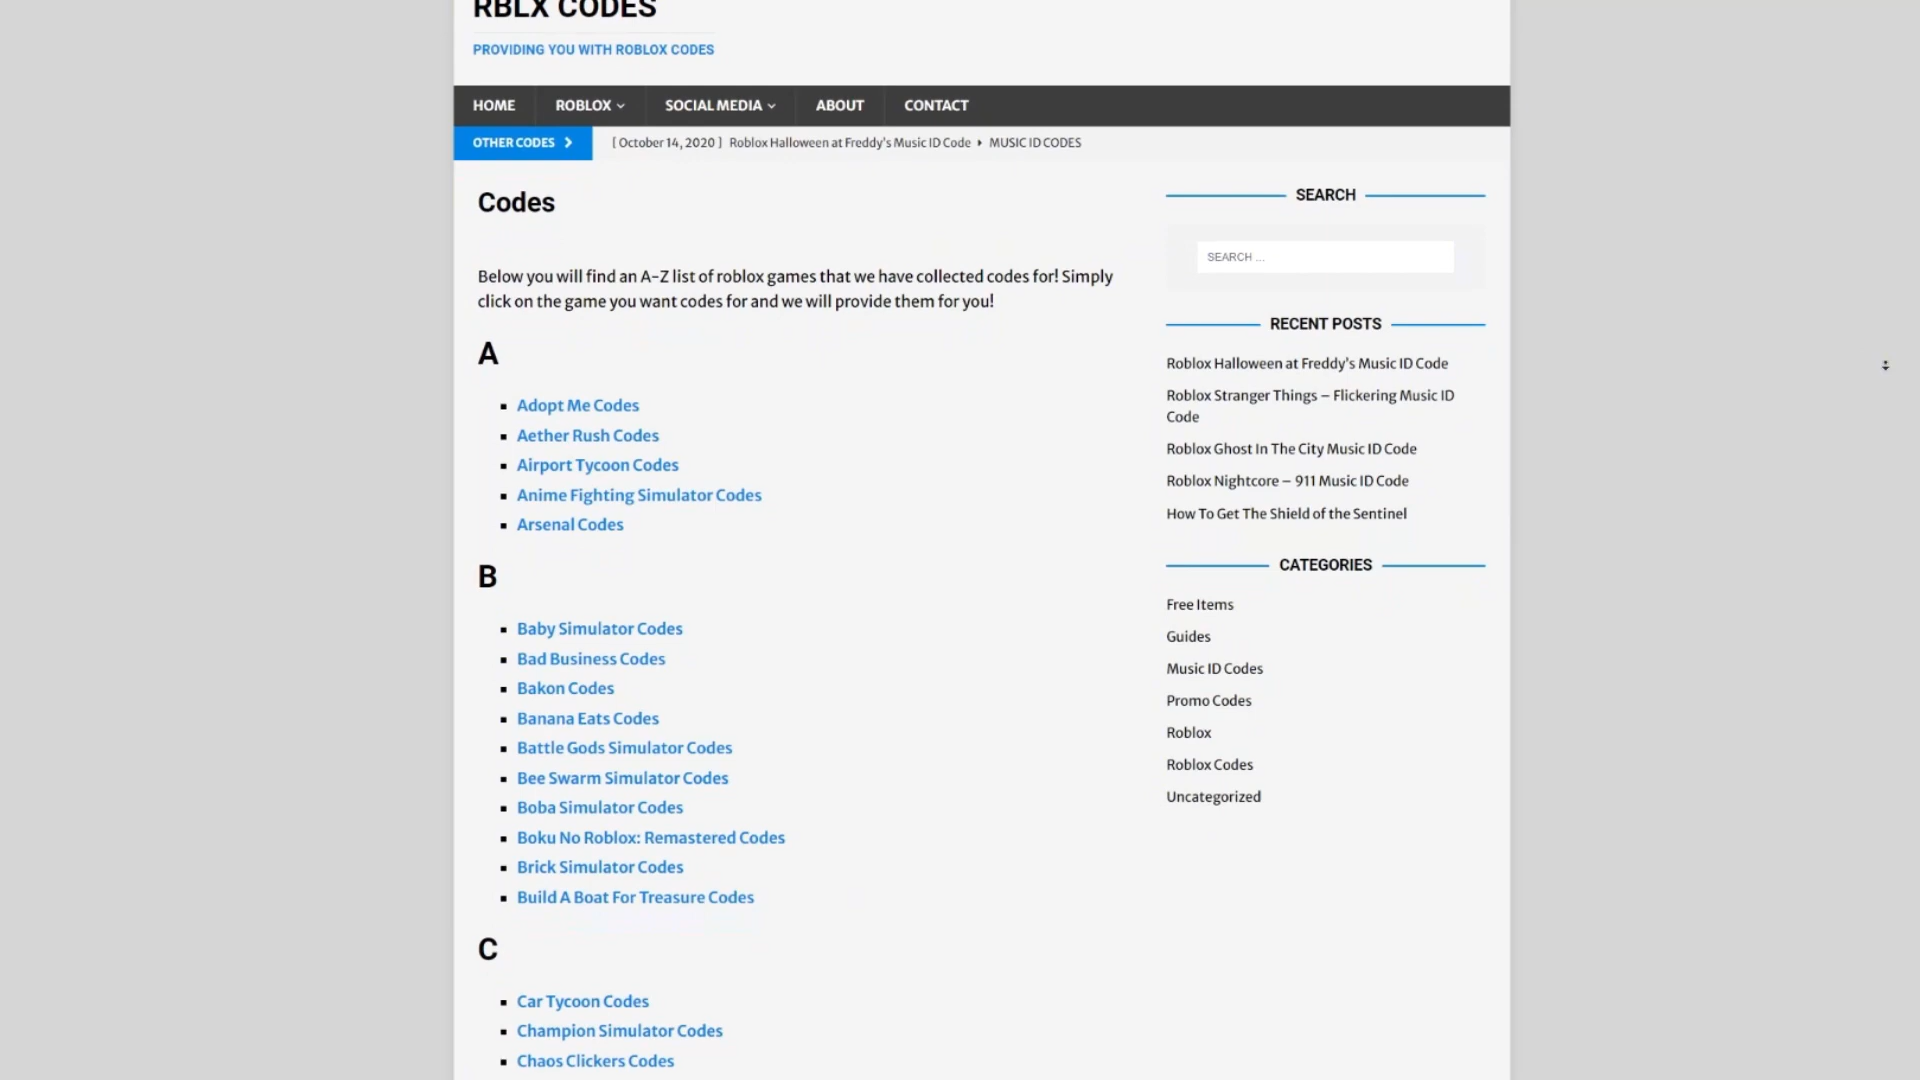 RBLX CODES
PROVIDING YOU WITH ROBLOX CODES
HOME ROBLOX SOCIAL MEDIA ABOUT CONTACT
OTHER CODES [ October 14, 2020 ] Roblox Halloween at Freddy's Music ID Code MUSIC ID CODES
Codes
Below you will find an A-Z list of roblox games that we have collected codes for! Simply
click on the game you want codes for and we will provide them for you!
A
Adopt Me Codes
Aether Rush Codes
Airport Tycoon Codes
Anime Fighting Simulator Codes
Arsenal Codes
B
Baby Simulator Codes
Bad Business Codes
Bakon Codes
Banana Eats Codes
Battle Gods Simulator Codes
Bee Swarm Simulator Codes
Boba Simulator Codes
Boku No Roblox: Remastered Codes
Brick Simulator Codes
Build A Boat For Treasure Codes
C
Car Tycoon Codes
Champion Simulator Codes
Chaos Clickers Codes
SEARCH
SEARCH ...
RECENT POSTS
Roblox Halloween at Freddy's Music ID Code
Roblox Stranger Things – Flickering Music ID
Code
Roblox Ghost In The City Music ID Code
Roblox Nightcore – 911 Music ID Code
How To Get The Shield of the Sentinel
CATEGORIES
Free Items
Guides
Music ID Codes
Promo Codes
Roblox
Roblox Codes
Uncategorized